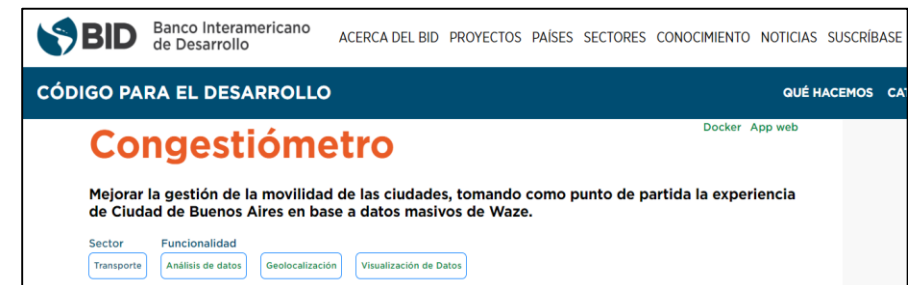 BID
Banco Interamericano
de Desarrollo
ACERCA DEL BID PROYECTOS PAÍSES SECTORES CONOCIMIENTO NOTICIAS SUSCRÍBASE
CÓDIGO PARA EL DESARROLLO
QUÉ HACEMOS
Docker App web
Congestiómetro
Mejorar la gestión de la movilidad de las ciudades, tomando como punto de partida la experiencia
de Ciudad de Buenos Aires en base a datos masivos de Waze.
Sector Funcionalidad
Transporte Análisis de datos Geolocalización Visualización de Datos